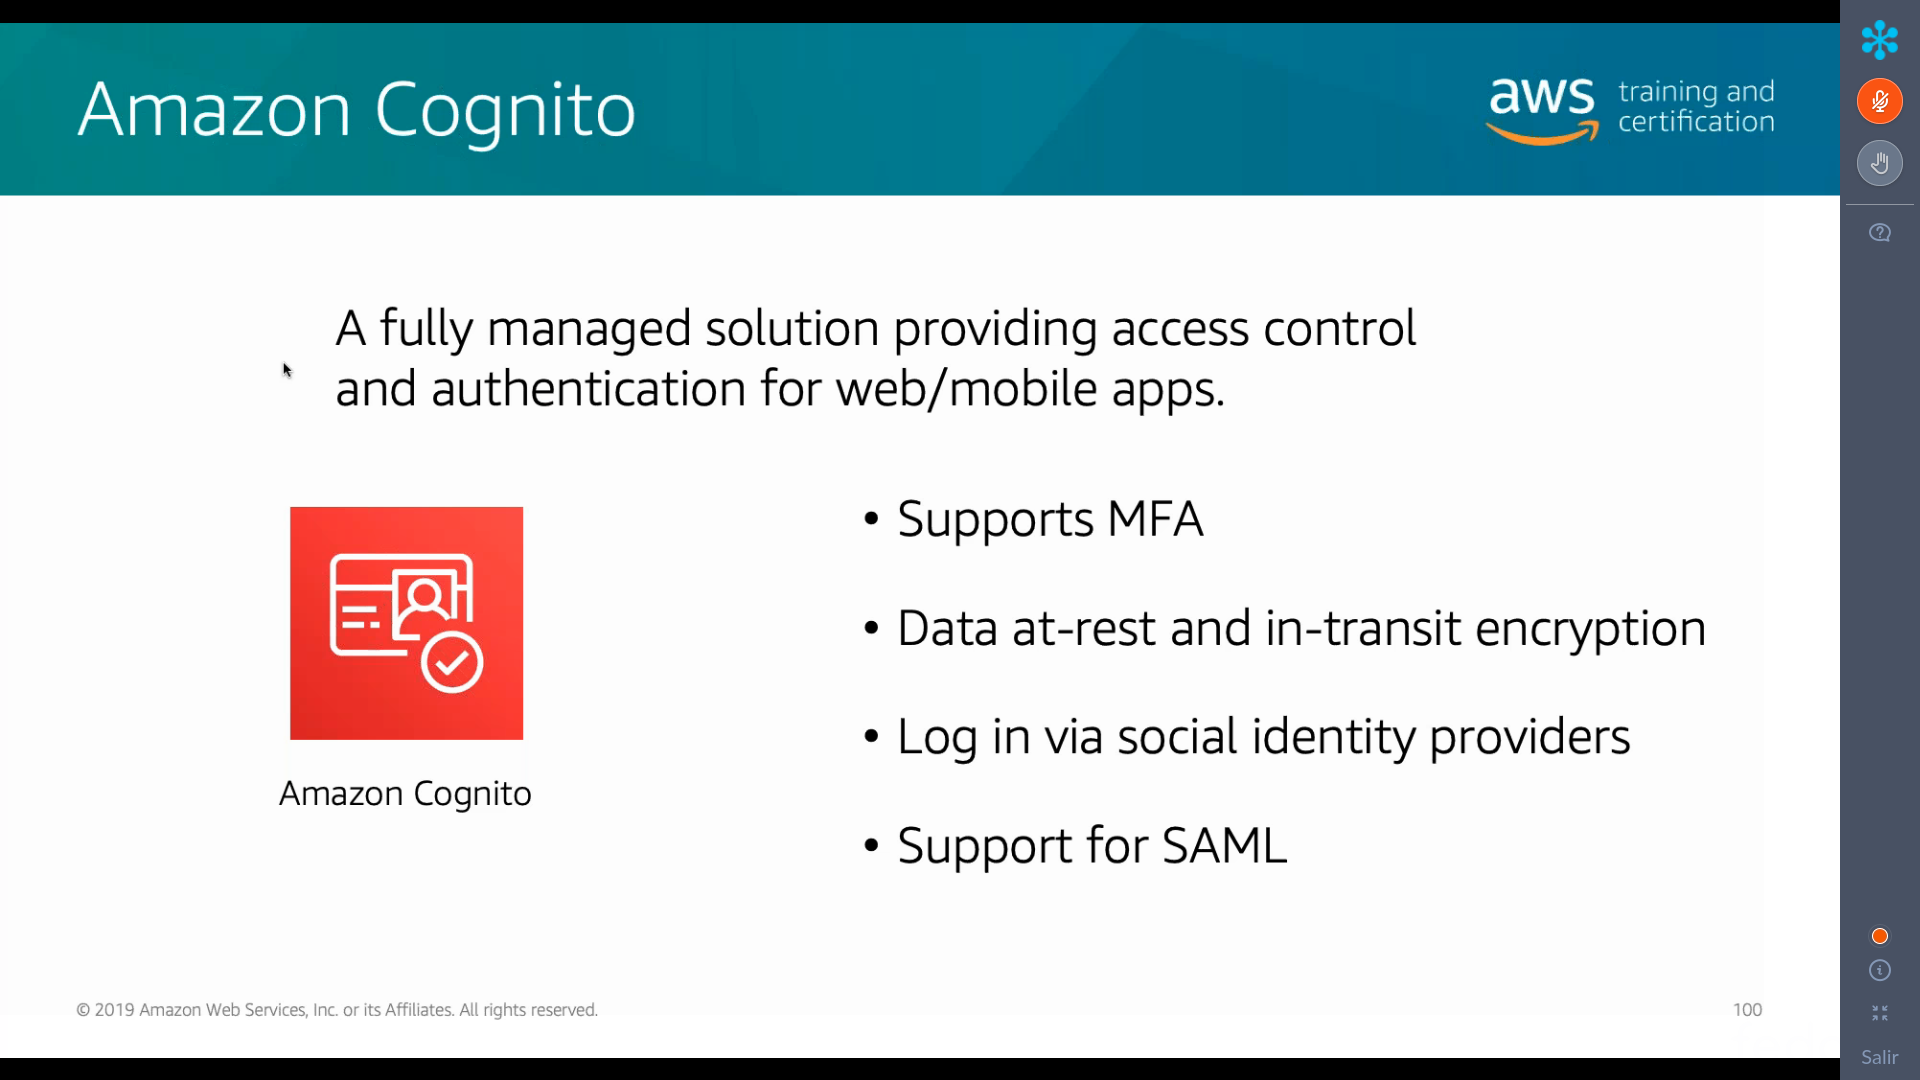 Amazon Cognito
aws training and
certification
A fully managed solution providing access control
and authentication for web/mobile apps.
• Supports MFA
• Data at-rest and in-transit encryption
• Log in via social identity providers
• Support for SAML
Amazon Cognito
© 2019 Amazon Web Services, Inc. or its Affiliates. All rights reserved.
100
Salir